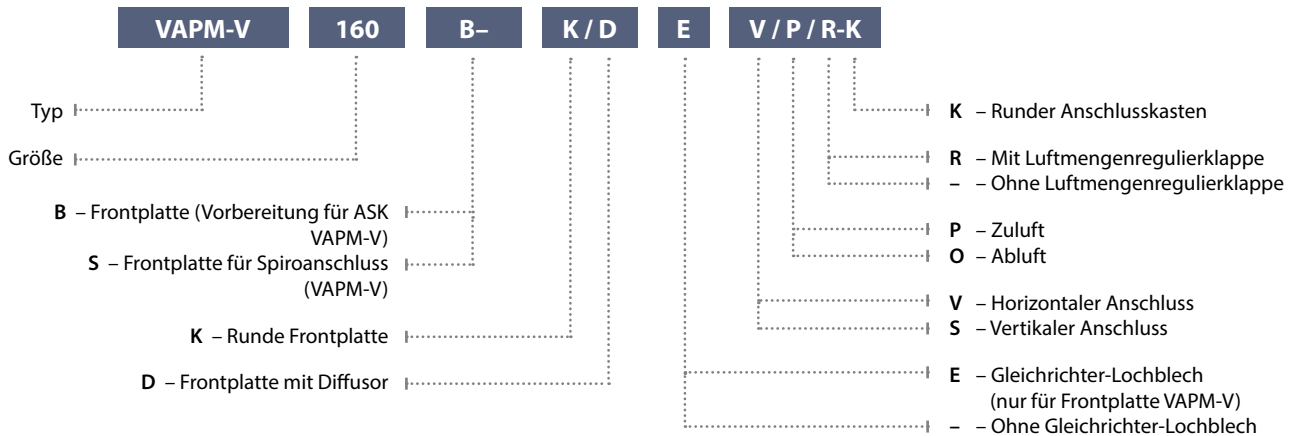 VAPM-V 160 B– K / D E V / P / R-K
Typ
Größe
B – Frontplatte (Vorbereitung für ASK
VAPM-V)
S – Frontplatte für Spiroanschluss
(VAPM-V)
K – Runde Frontplatte
D – Frontplatte mit Diffusor
K – Runder Anschlusskasten
R – Mit Luftmengenregulierklappe
– – Ohne Luftmengenregulierklappe
P – Zuluft
O – Abluft
V – Horizontaler Anschluss
S – Vertikaler Anschluss
E – Gleichrichter-Lochblech
(nur für Frontplatte VAPM-V)
– – Ohne Gleichrichter-Lochblech